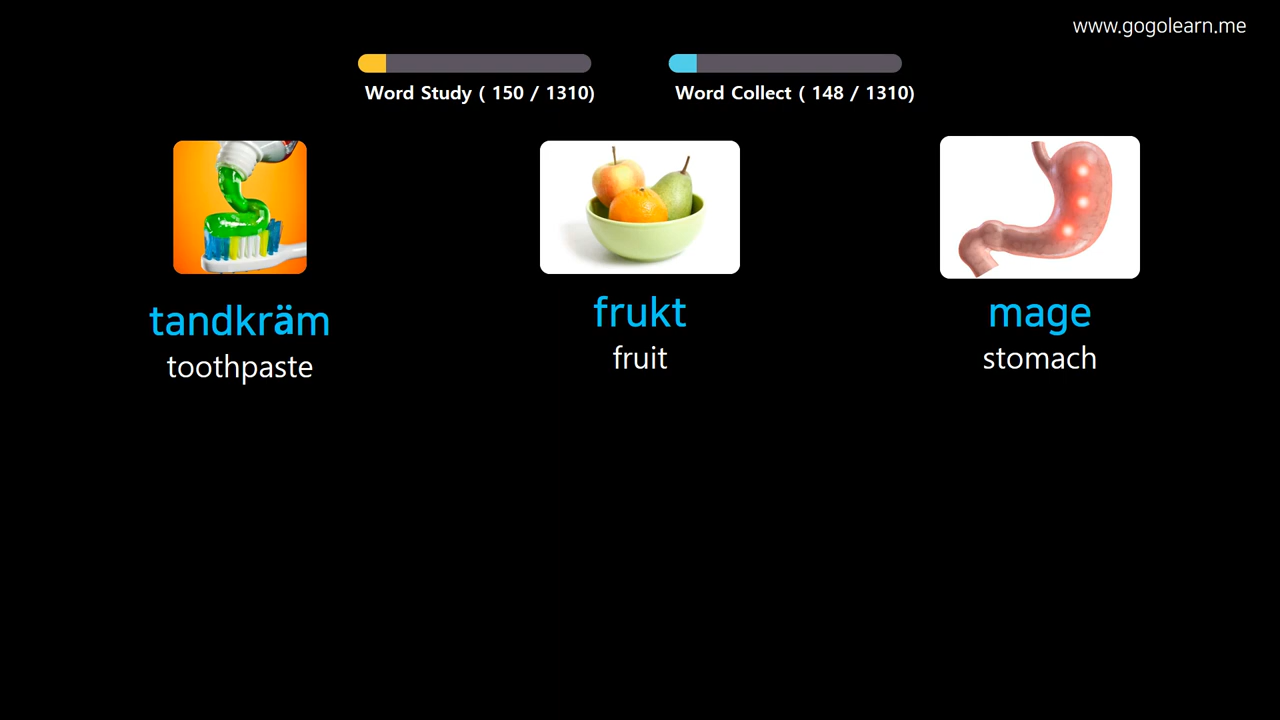 www.gogolearn.me
Word Study ( 150 / 1310)
Word Collect ( 148 / 1310)
tandkräm
toothpaste
frukt
fruit
mage
stomach